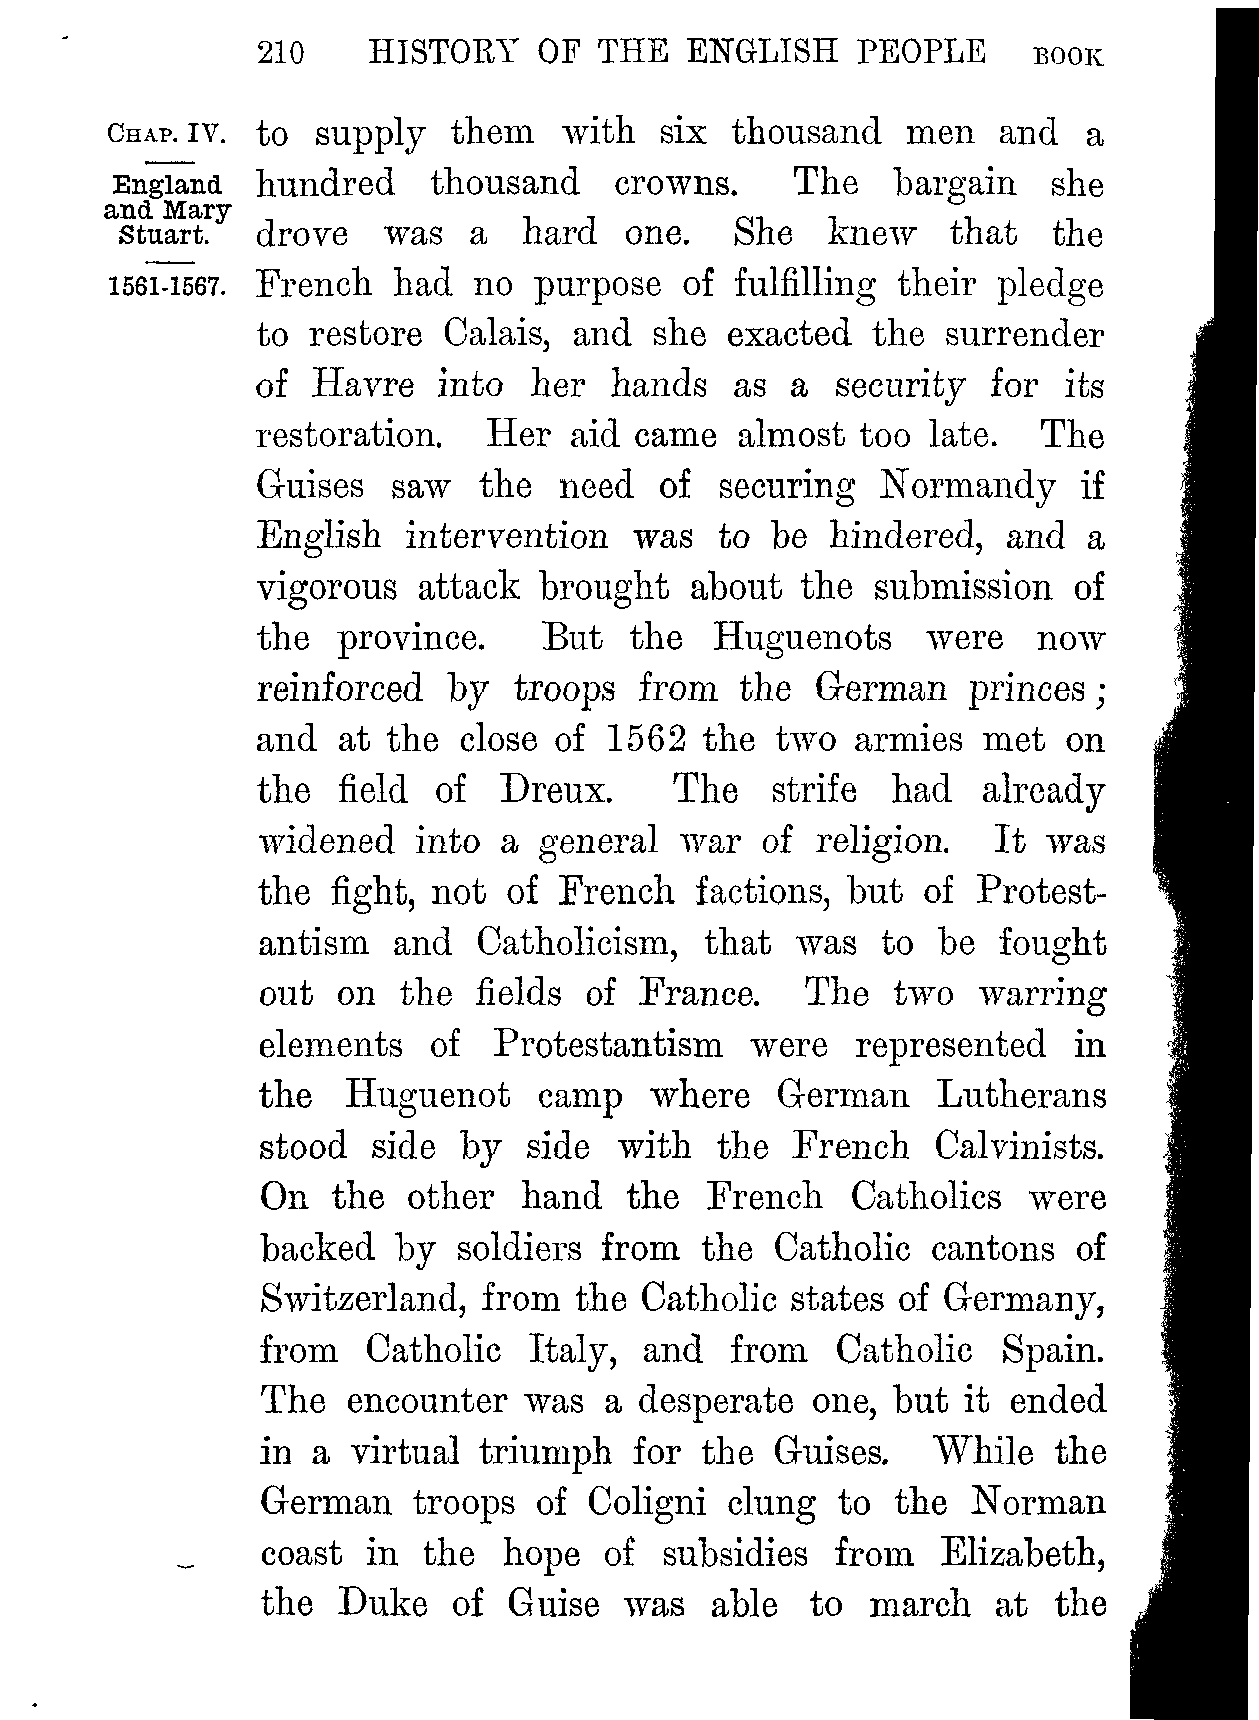 210 HISTORY OF THE ENGLISH PEOPLE BOOK
CHAP. IV.
England
and Mary
Stuart.
1561-1567.
to supply them with six thousand men and a
hundred thousand crowns. The bargain she
drove was a hard one. She knew that the
French had no purpose of fulfilling their pledge
to restore Calais, and she exacted the surrender
of Havre into her hands as a security for its
restoration. Her aid came almost too late. The
Guises saw the need of securing Normandy if
English intervention was to be hindered, and a
vigorous attack brought about the submission of
the province. But the Huguenots were now
reinforced by troops from the German princes ;
and at the close of 1562 the two armies met on
the field of Dreux. The strife had already
widened into a general war of religion. It was
the fight, not of French factions, but of Protest-
antism and Catholicism, that was to be fought
out on the fields of France. The two warring
elements of Protestantism were represented in
the Huguenot camp where German Lutherans
stood side by side with the French Calvinists.
On the other hand the French Catholics were
backed by soldiers from the Catholic cantons of
Switzerland, from the Catholic states of Germany,
from Catholic Italy, and from Catholic Spain.
The encounter was a desperate one, but it ended
in a virtual triumph for the Guises. While the
German troops of Coligni clung to the Norman
coast in the hope of subsidies from Elizabeth,
the Duke of Guise was able to march at the